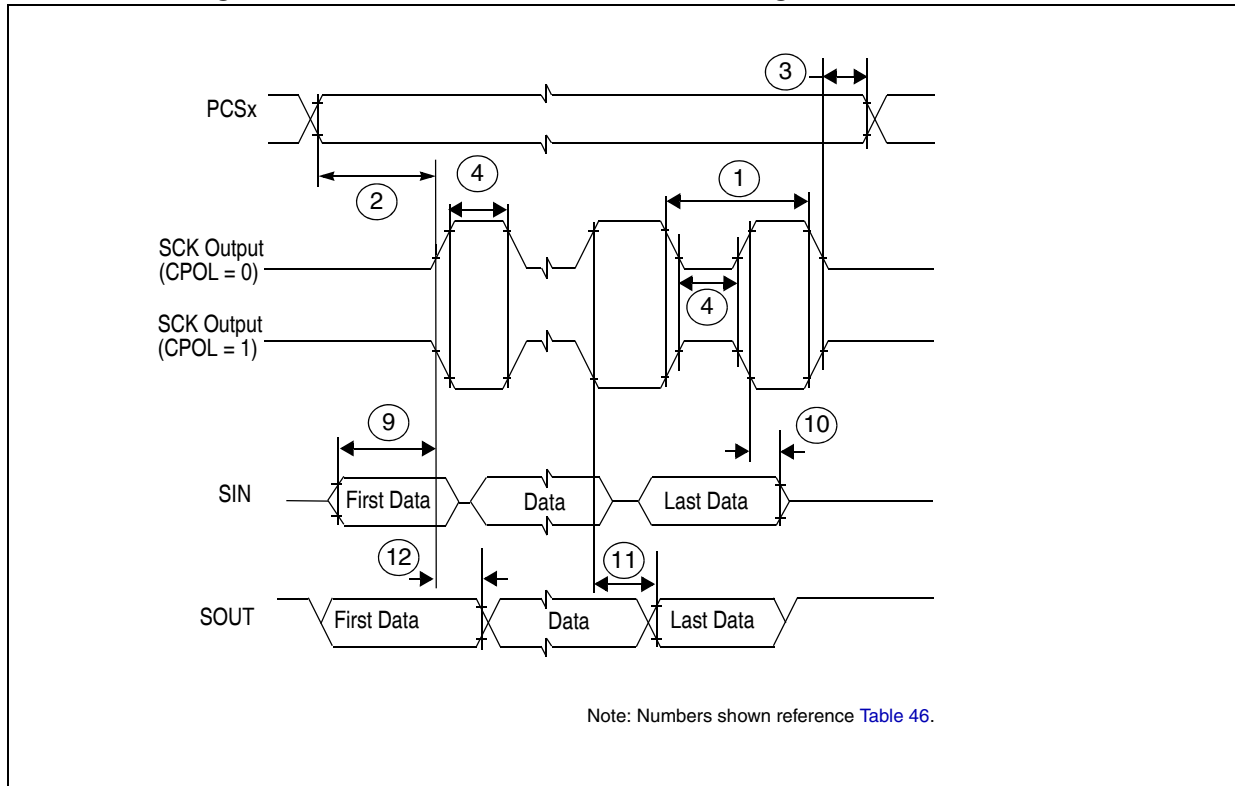 3
PCSx
2
4
1
SCK Output
(CPOL = 0)
4
SCK Output
(CPOL = 1)
9
10
SIN
First Data
Data
Last Data
12
11
SOUT
First Data
Data
Last Data
Note: Numbers shown reference Table 46.